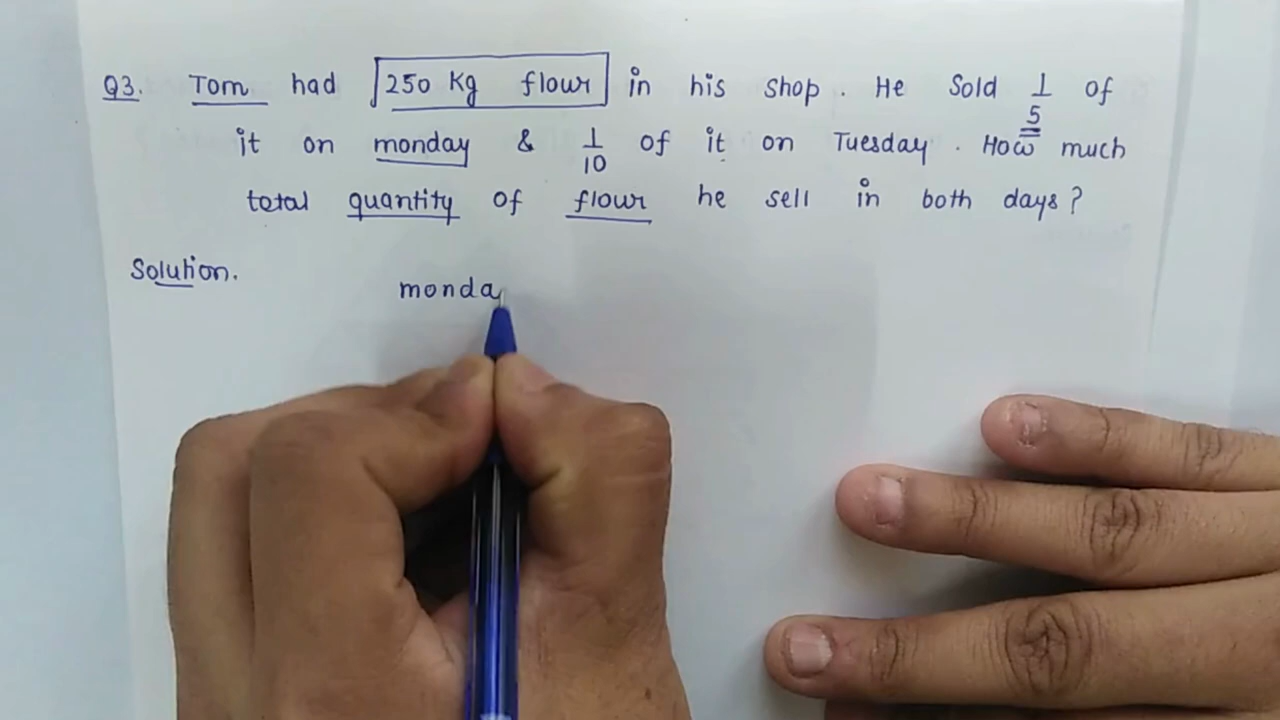 Q3. Tom had 250 Kg flour in his shop. He Sold 1/5 of
it on monday & 1/10 of it on Tuesday. How much
total quantity of flour he sell in both days?
Solution.
monda